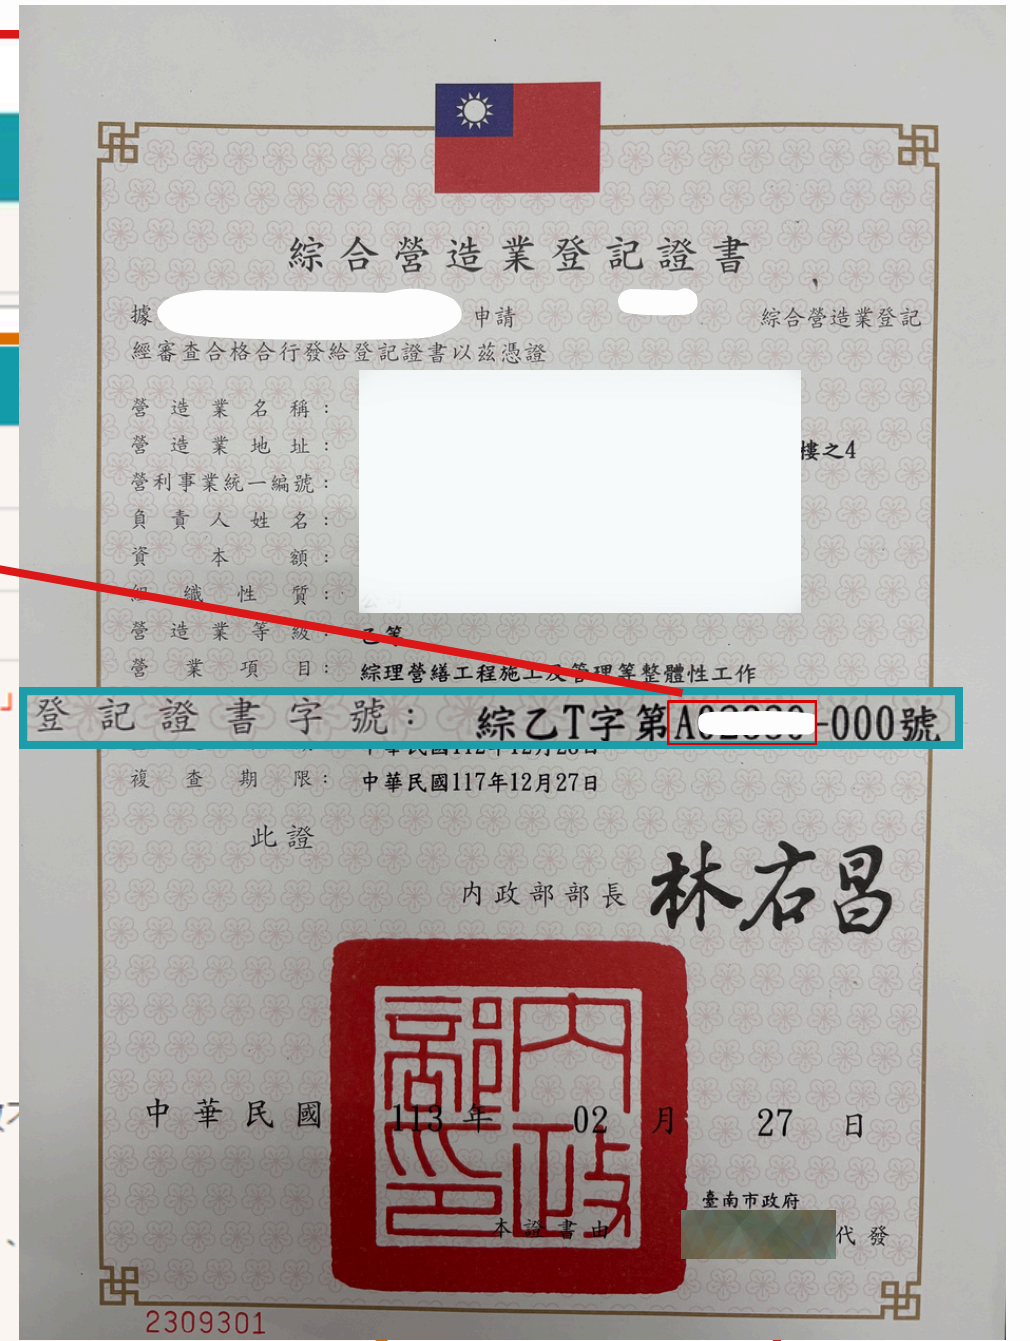 綜合營造業登記證書
據 申請 綜合營造業登記
經審查合格合行發給登記證書以茲憑證
營造業名稱：
營造業地址： 樓之4
營利事業統一編號：
負責人姓名：
資本額：
組織性質：
營造業等級：乙等
營業項目：綜理營繕工程施工及管理等整體性工作
登記證書字號： 綜乙T字第A -000號
複查期限：中華民國117年12月27日
此證
內政部部長 林右昌
內政部印
中華民國 113年 02月 27日
臺南市政府
本證書由 代發
2309301